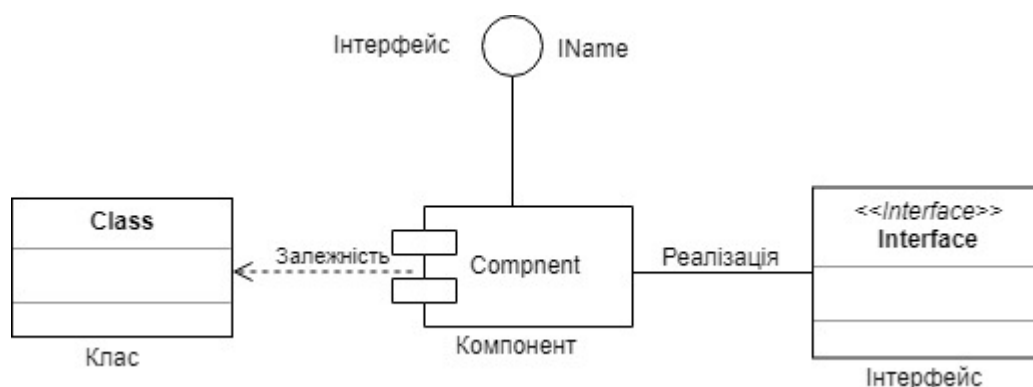 Інтерфейс
IName
Class
Клас
Залежність
Compnent
Компонент
Реалізація
<<Interface>>
Interface
Інтерфейс